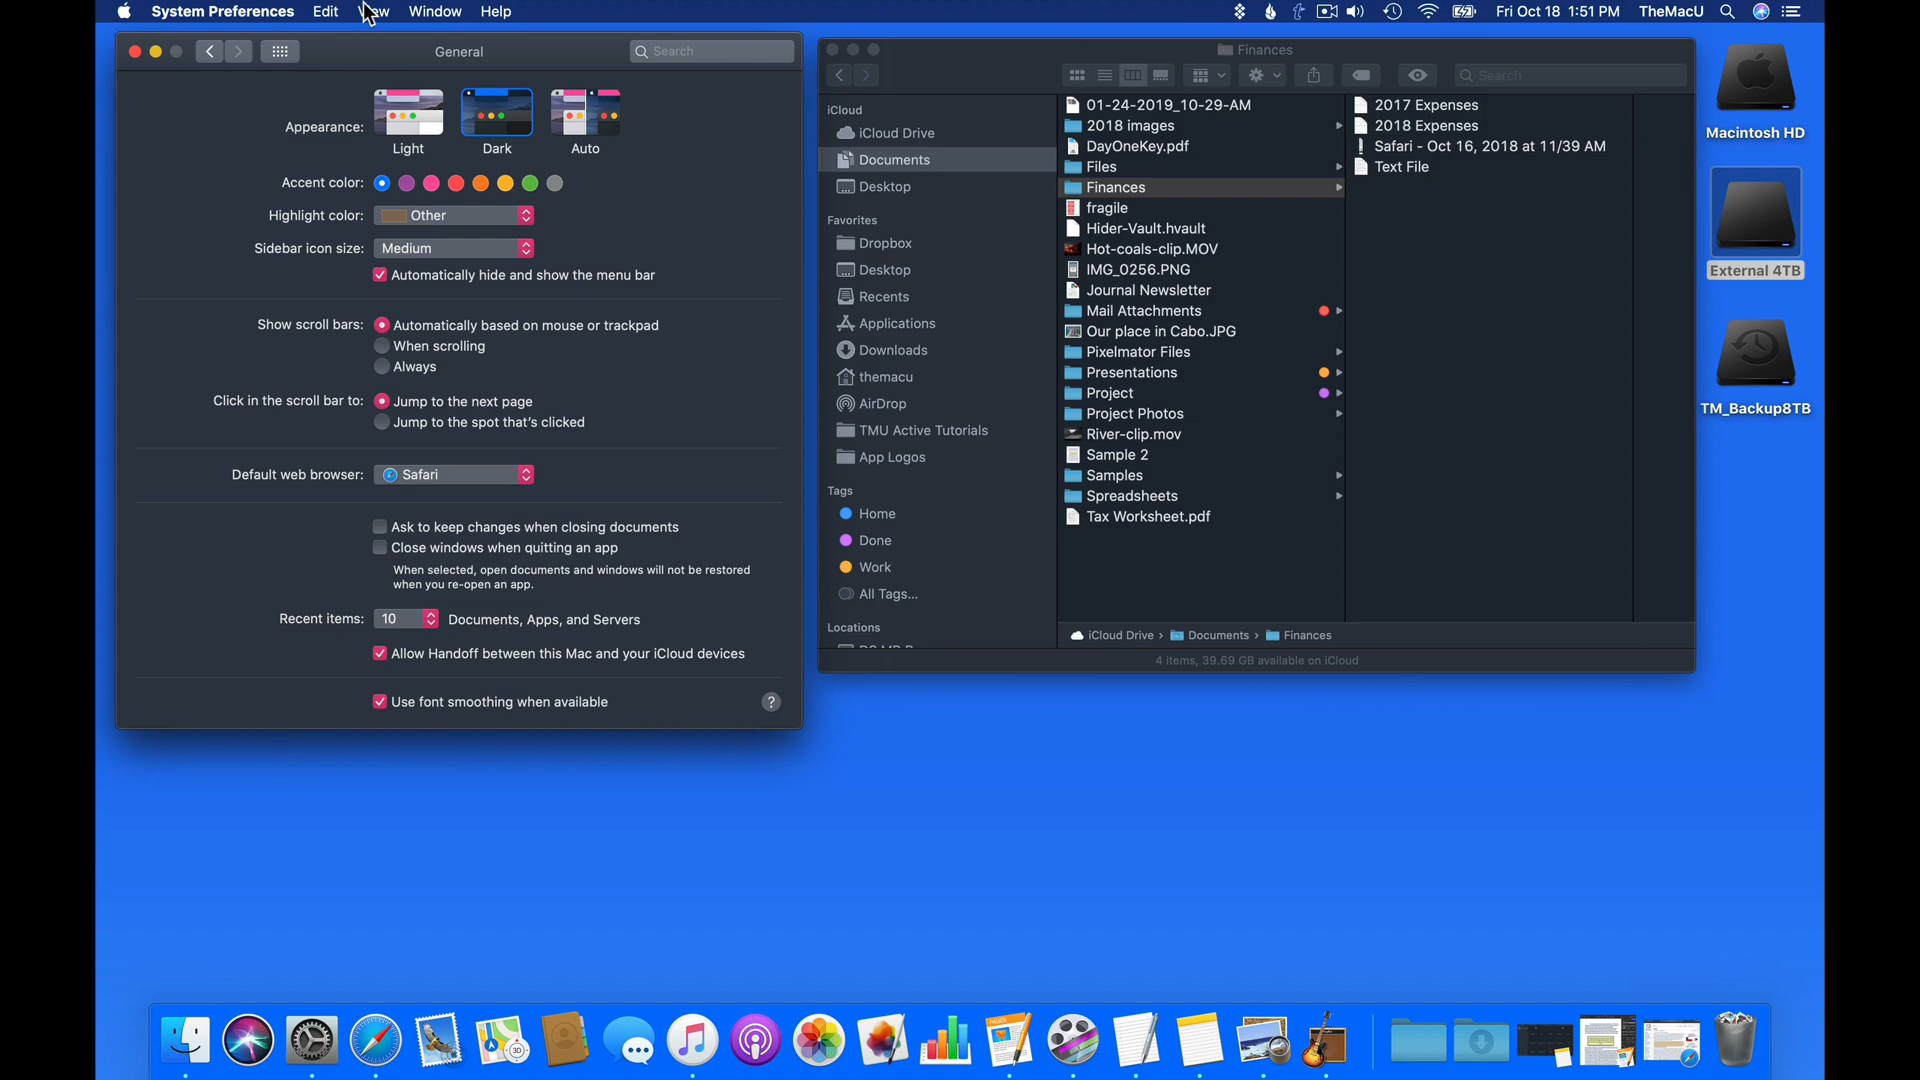 System Preferences Edit View Window Help Fri Oct 18 1:51 PM TheMacU
General
Search
Appearance:
Light Dark Auto
Accent color:
Highlight color: Other
Sidebar icon size: Medium
Automatically hide and show the menu bar
Show scroll bars: Automatically based on mouse or trackpad
When scrolling
Always
Click in the scroll bar to: Jump to the next page
Jump to the spot that's clicked
Default web browser: Safari
Ask to keep changes when closing documents
Close windows when quitting an app
When selected, open documents and windows will not be restored
when you re-open an app.
Recent items: 10 Documents, Apps, and Servers
Allow Handoff between this Mac and your iCloud devices
Use font smoothing when available ?
Finances
Search
iCloud
iCloud Drive
Documents
Desktop
Favorites
Dropbox
Desktop
Recents
Applications
Downloads
themacu
AirDrop
TMU Active Tutorials
App Logos
Tags
Home
Done
Work
All Tags...
Locations
01-24-2019_10-29-AM
2018 images
DayOneKey.pdf
Files
Finances
fragile
Hider-Vault.hvault
Hot-coals-clip.MOV
IMG_0256.PNG
Journal Newsletter
Mail Attachments
Our place in Cabo.JPG
Pixelmator Files
Presentations
Project
Project Photos
River-clip.mov
Sample 2
Samples
Spreadsheets
Tax Worksheet.pdf
2017 Expenses
2018 Expenses
Safari - Oct 16, 2018 at 11/39 AM
Text File
iCloud Drive › Documents › Finances
4 items, 39.69 GB available on iCloud
Macintosh HD
External 4TB
TM_Backup8TB
3D
PAGES